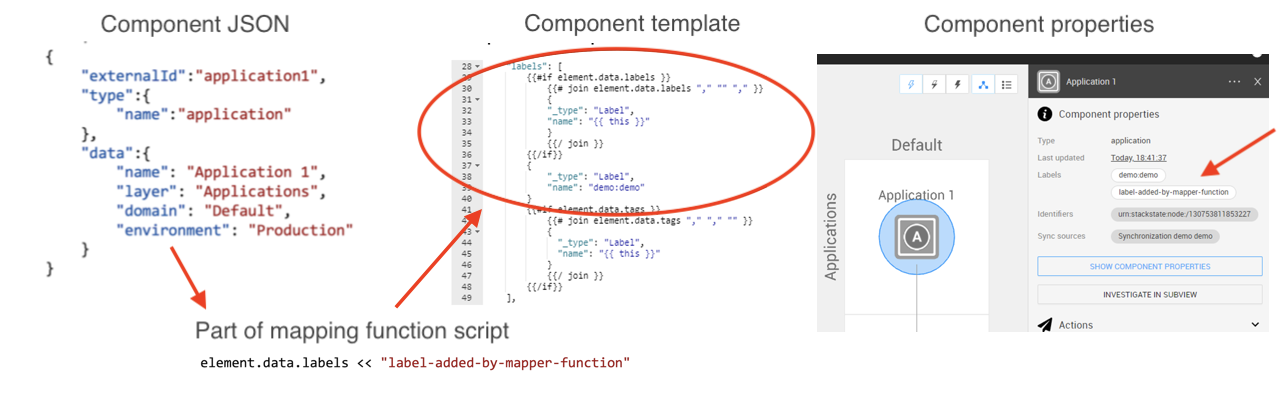 Component JSON
{
"externalId":"application1",
"type":{
"name":"application"
},
"data":{
"name": "Application 1",
"layer": "Applications",
"domain": "Default",
"environment": "Production"
}
}
Component template
28 "labels": [
29 {{#if element.data.labels }}
30 {{# join element.data.labels "," "" "," }}
31 {
32 "_type": "Label",
33 "name": "{{ this }}"
34 }
35 {{/ join }}
36 {{/if}}
37 {
38 "_type": "Label",
39 "name": "demo:demo"
40 }
41 {{#if element.data.tags }}
42 {{# join element.data.tags "," "," "" }}
43 {
44 "_type": "Label",
45 "name": "{{ this }}"
46 }
47 {{/ join }}
48 {{/if}}
49 ],
Component properties
Default
Applications
Application 1
A
A
Application 1
Component properties
Type application
Last updated Today, 18:41:37
Labels demo:demo
label-added-by-mapper-function
Identifiers urn:stackstate:node:/130753811853227
Sync sources Synchronization demo demo
SHOW COMPONENT PROPERTIES
INVESTIGATE IN SUBVIEW
Actions
Part of mapping function script
element.data.labels << "label-added-by-mapper-function"